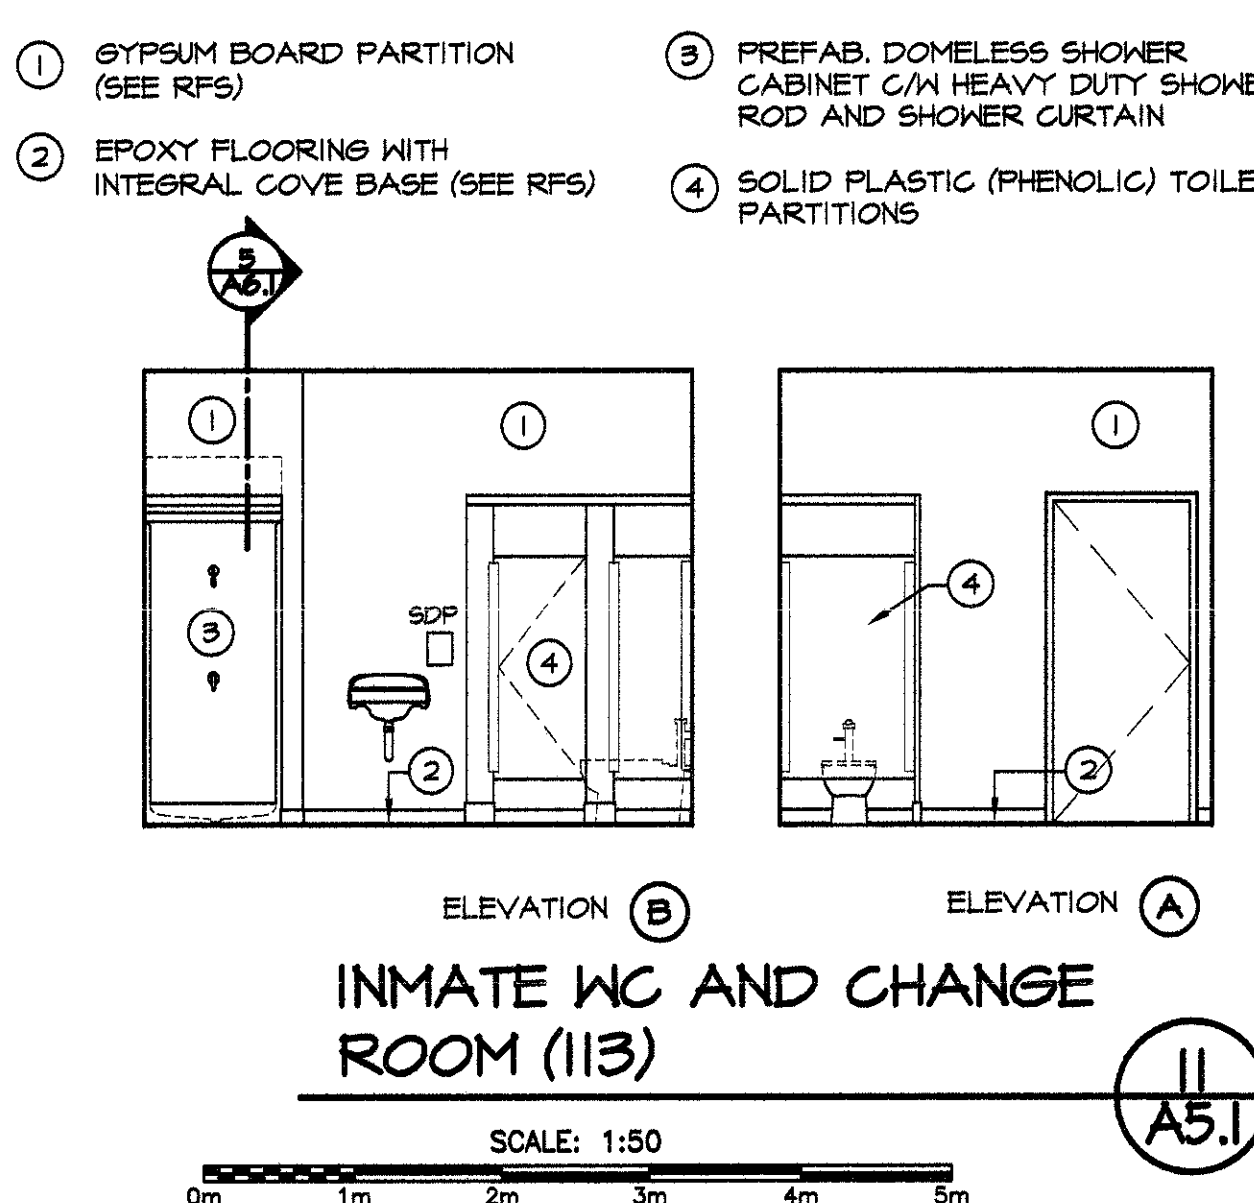 1 GYPSUM BOARD PARTITION
(SEE RFS)
2 EPOXY FLOORING WITH
INTEGRAL COVE BASE (SEE RFS)
3 PREFAB. DOMELESS SHOWER
CABINET C/W HEAVY DUTY SHOWE
ROD AND SHOWER CURTAIN
4 SOLID PLASTIC (PHENOLIC) TOILE
PARTITIONS
5
A6.1
1
1
1
3
SDP
4
2
4
2
ELEVATION B
ELEVATION A
INMATE WC AND CHANGE
ROOM (113)
11
A5.1
SCALE: 1:50
0m 1m 2m 3m 4m 5m